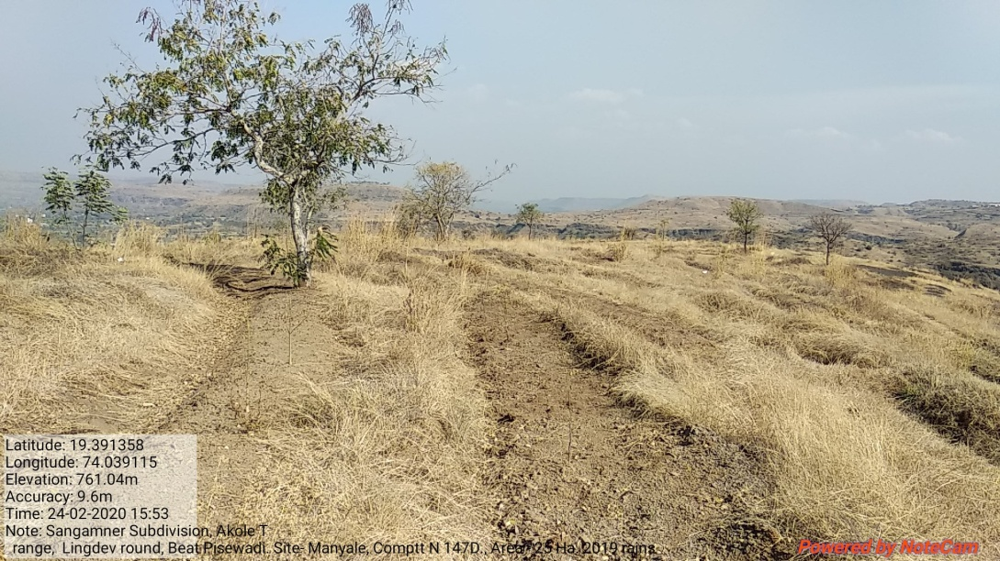 Latitude: 19.391358
Longitude: 74.039115
Elevation: 761.04m
Accuracy: 9.6m
Time: 24-02-2020 15:53
Note: Sangamner Subdivision, Akole T
range, Lingdev round, Beat Pisewadi. Site- Manyale, Comptt N 147D., Area- 25 Ha, 2019 rains
Powered by NoteCam